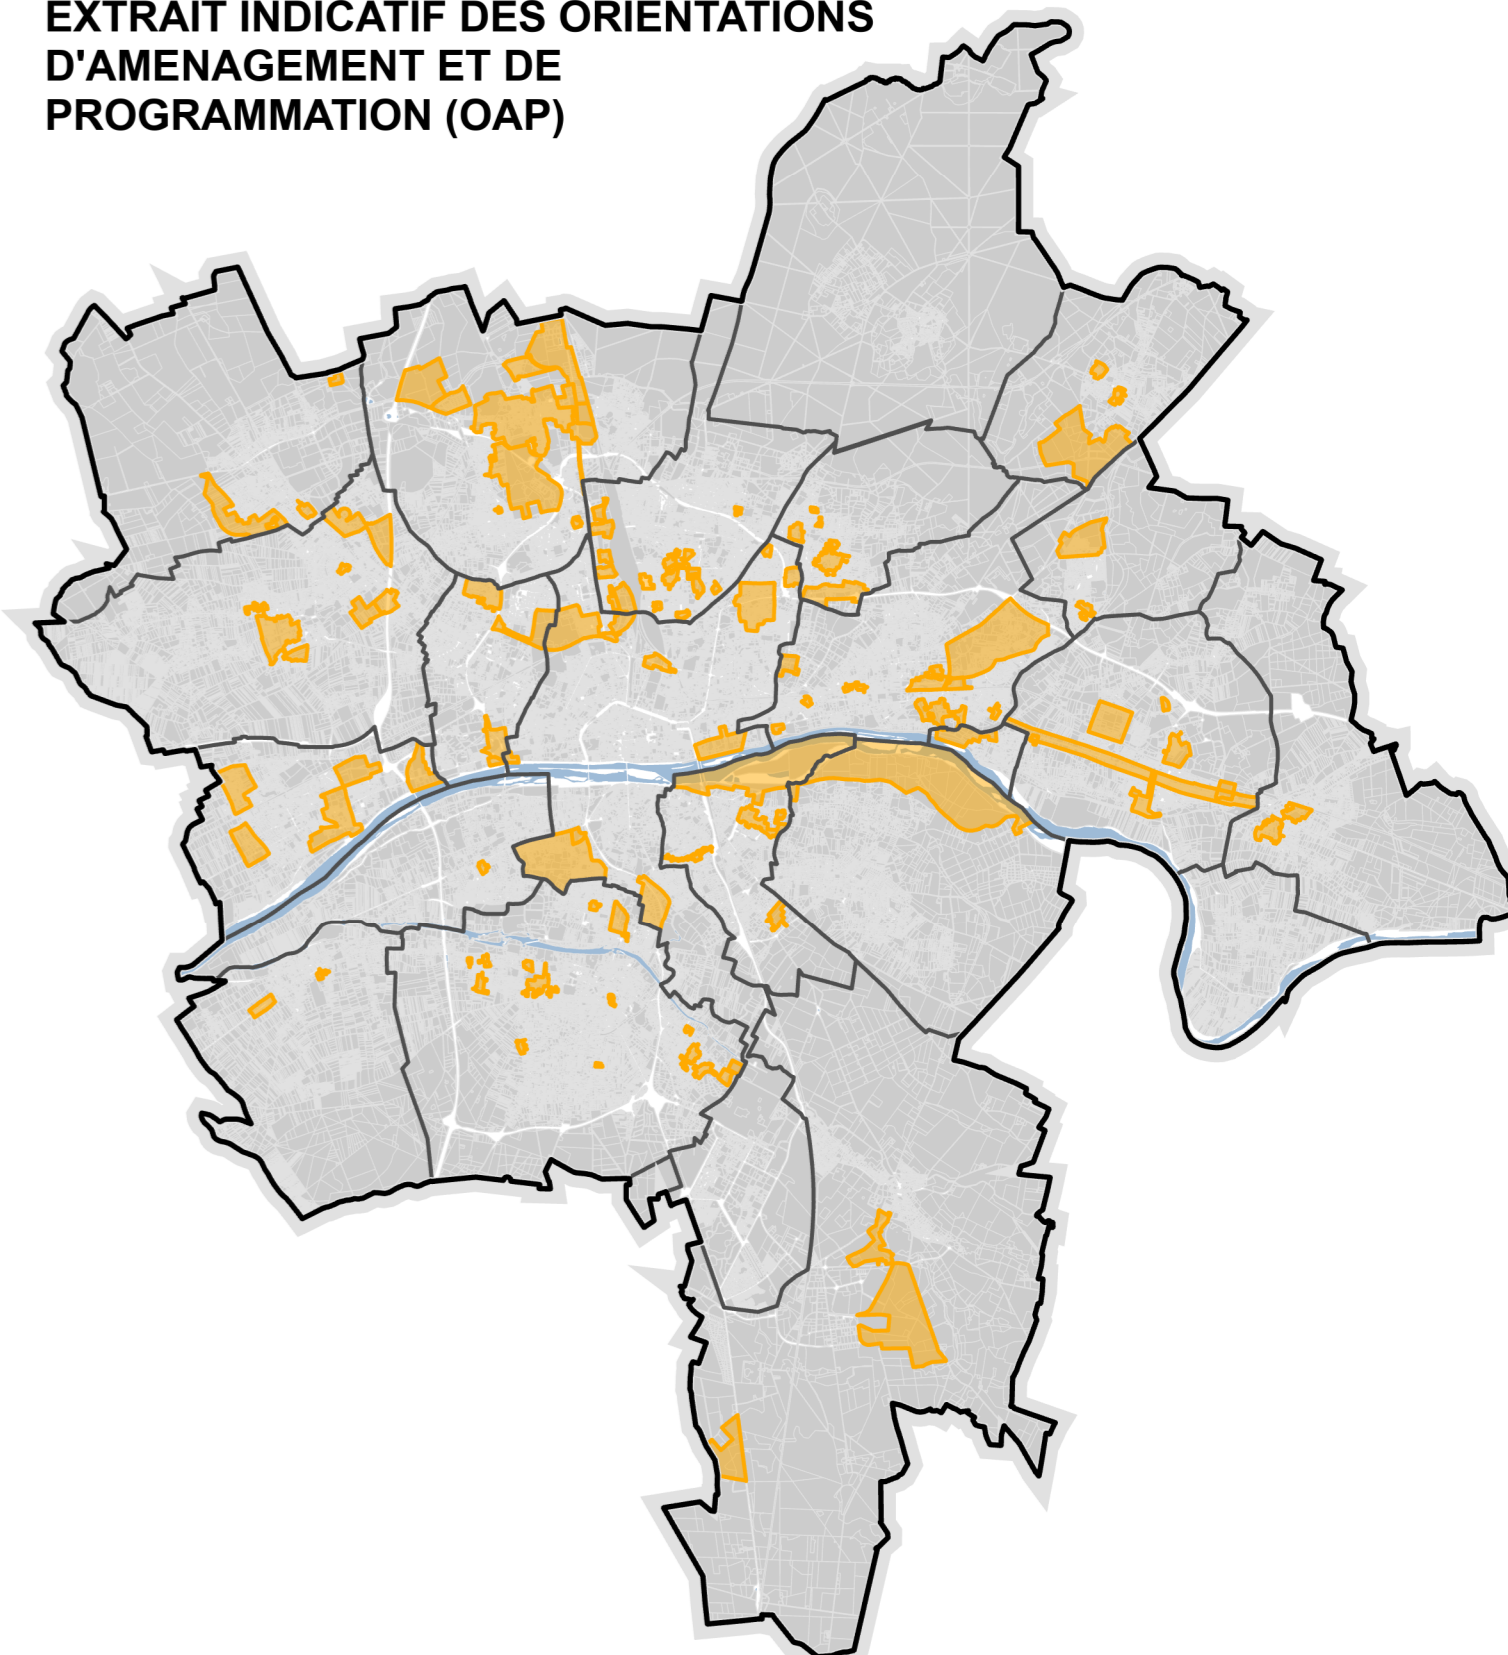 EXTRAIT INDICATIF DES ORIENTATIONS
D'AMENAGEMENT ET DE
PROGRAMMATION (OAP)